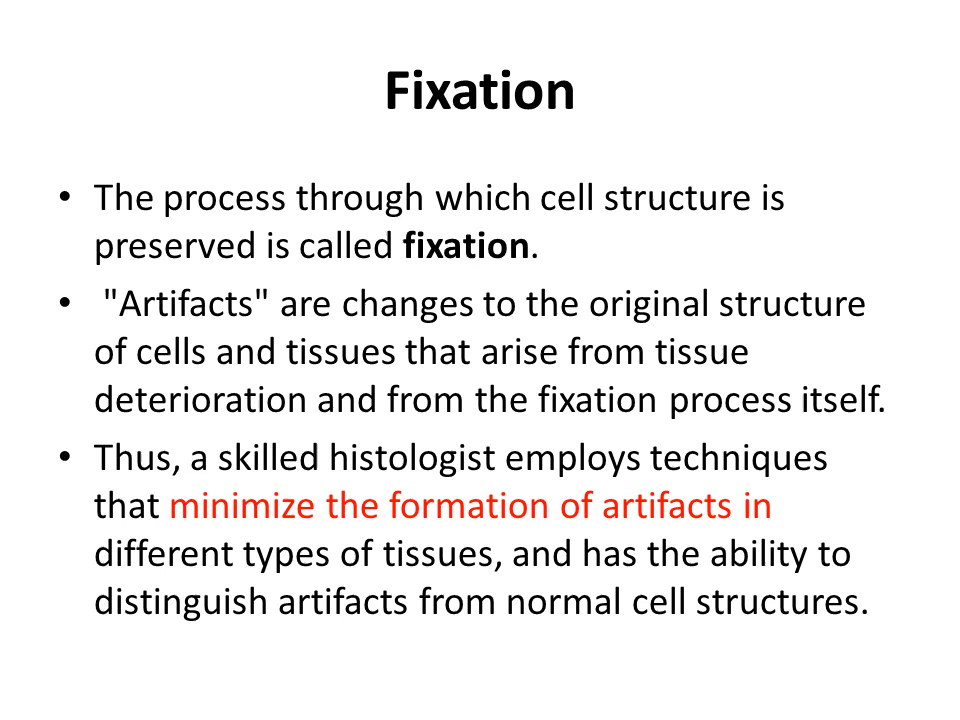 Fixation
• The process through which cell structure is
preserved is called fixation.
• "Artifacts" are changes to the original structure
of cells and tissues that arise from tissue
deterioration and from the fixation process itself.
• Thus, a skilled histologist employs techniques
that minimize the formation of artifacts in
different types of tissues, and has the ability to
distinguish artifacts from normal cell structures.